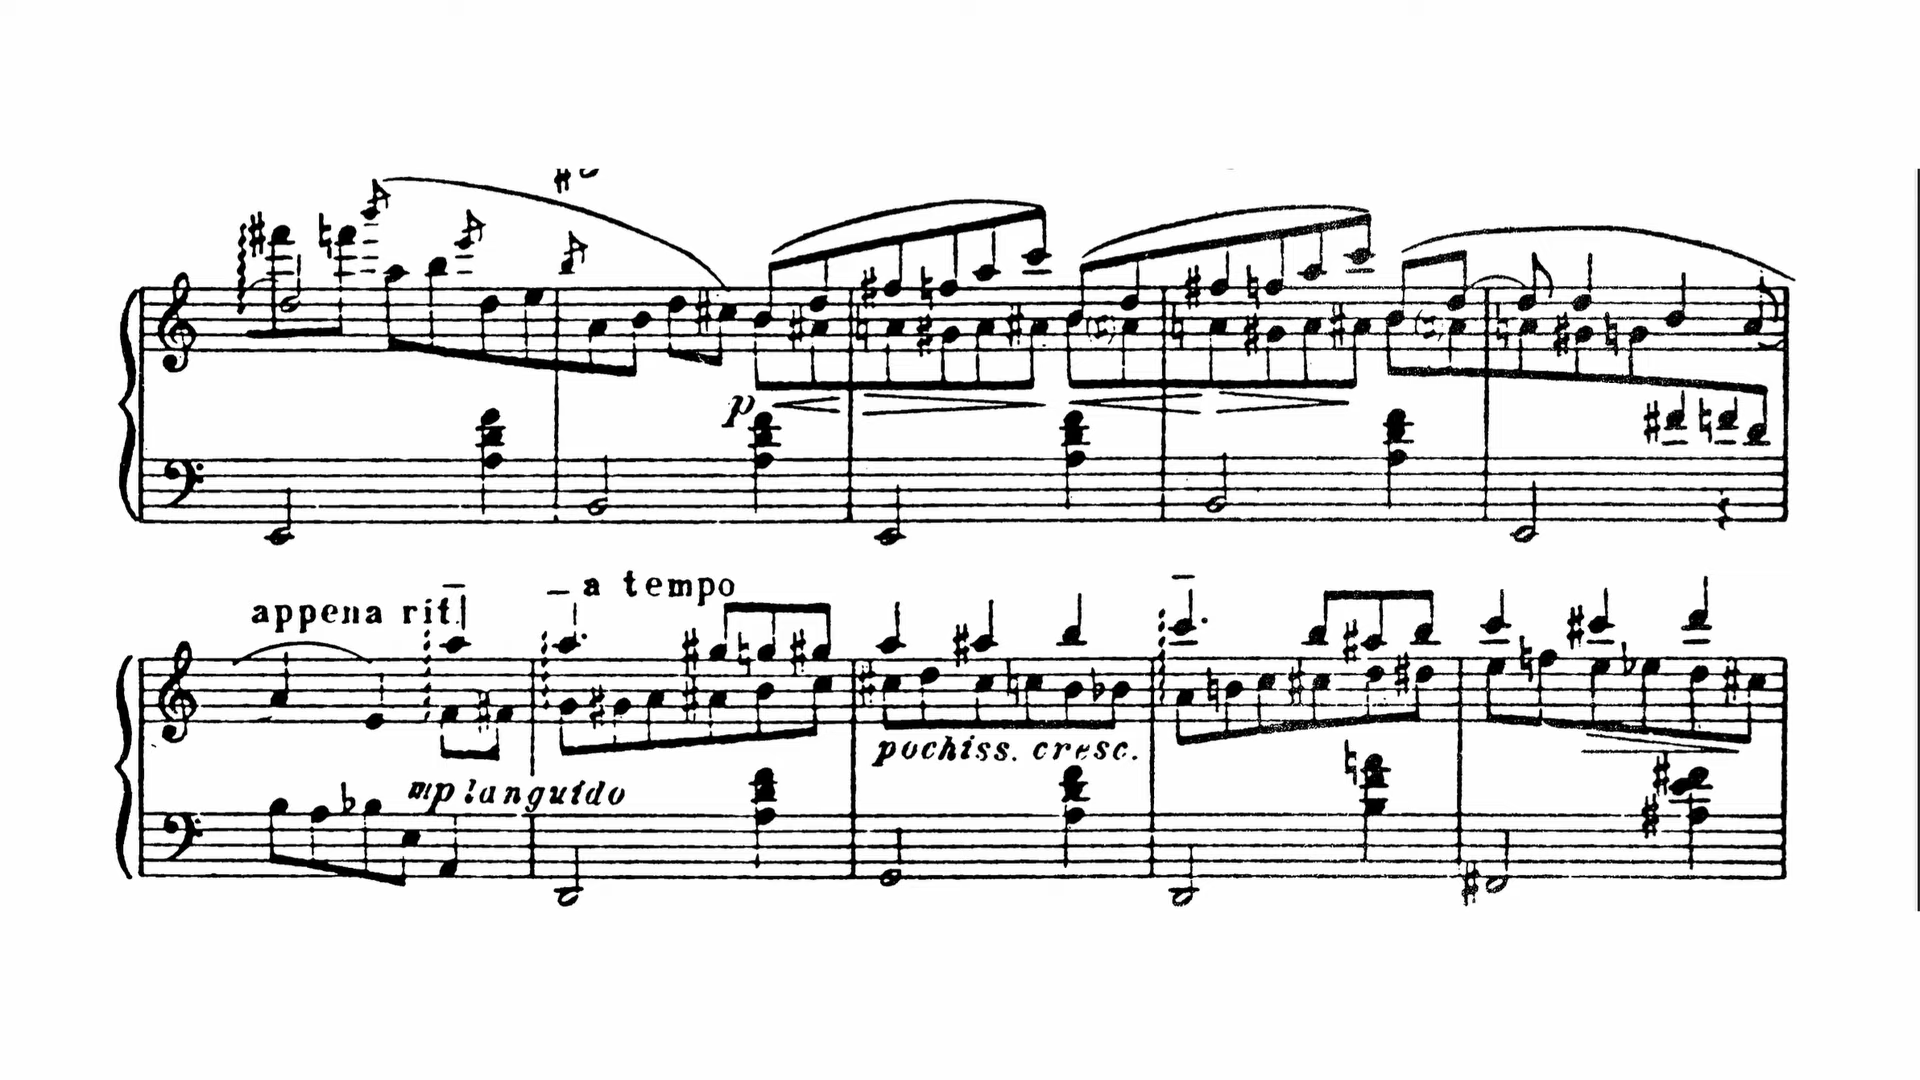 p
appena rit.
a tempo
mp languido
pochiss. cresc.